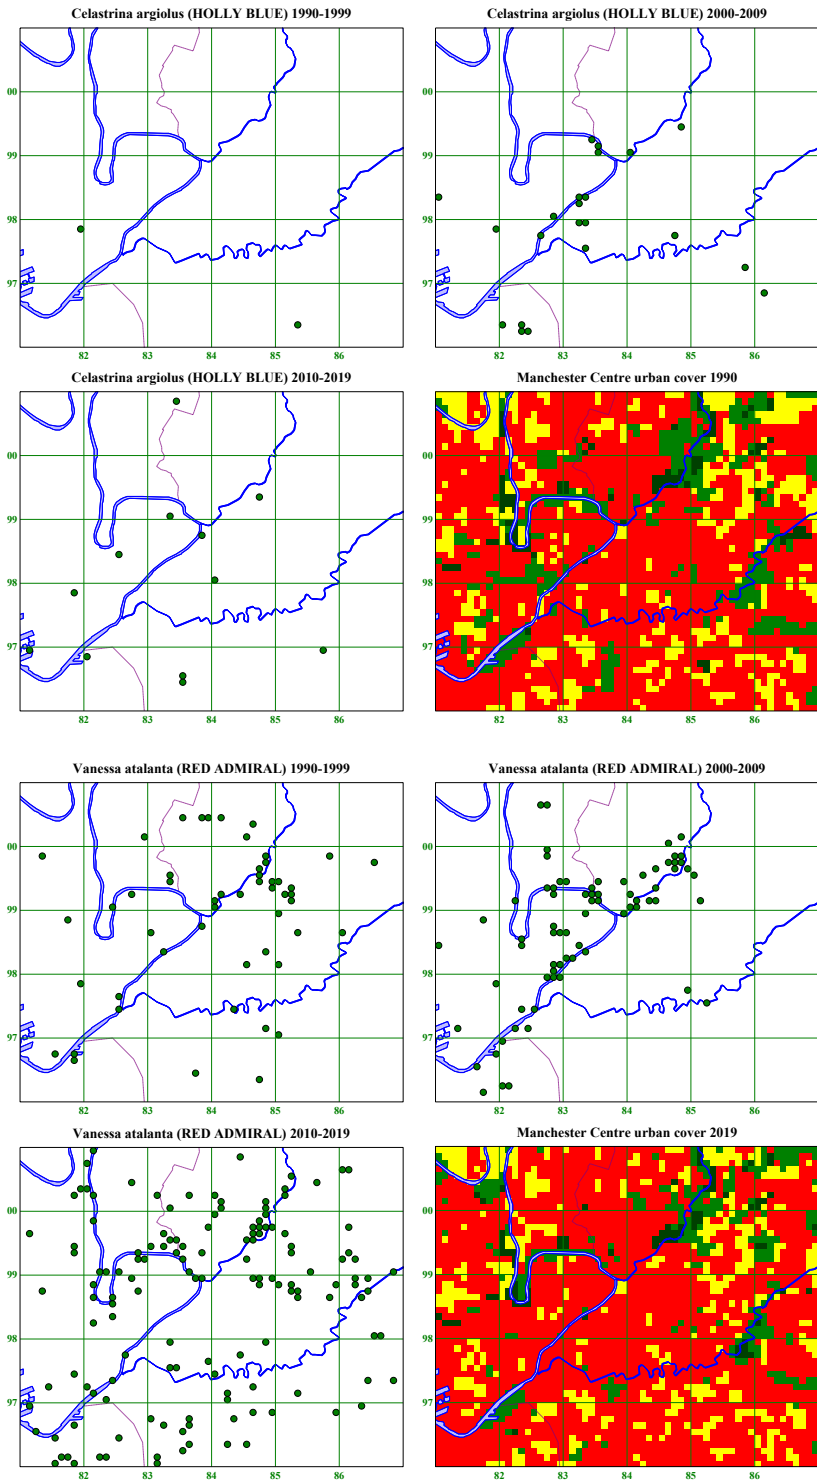 Celastrina argiolus (HOLLY BLUE) 1990-1999
00
99
98
97
82 83 84 85 86
Celastrina argiolus (HOLLY BLUE) 2000-2009
00
99
98
97
82 83 84 85 86
Celastrina argiolus (HOLLY BLUE) 2010-2019
00
99
98
97
82 83 84 85 86
Manchester Centre urban cover 1990
00
99
98
97
82 83 84 85 86
Vanessa atalanta (RED ADMIRAL) 1990-1999
00
99
98
97
82 83 84 85 86
Vanessa atalanta (RED ADMIRAL) 2000-2009
00
99
98
97
82 83 84 85 86
Vanessa atalanta (RED ADMIRAL) 2010-2019
00
99
98
97
82 83 84 85 86
Manchester Centre urban cover 2019
00
99
98
97
82 83 84 85 86